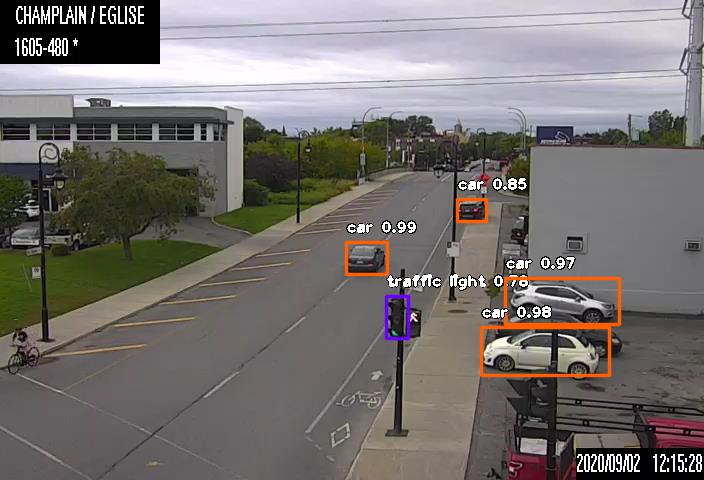 CHAMPLAIN / EGLISE
1605-480 *
car 0.85
car 0.99
car 0.97
traffic light 0.78
car 0.98
2020/09/02 12:15:28